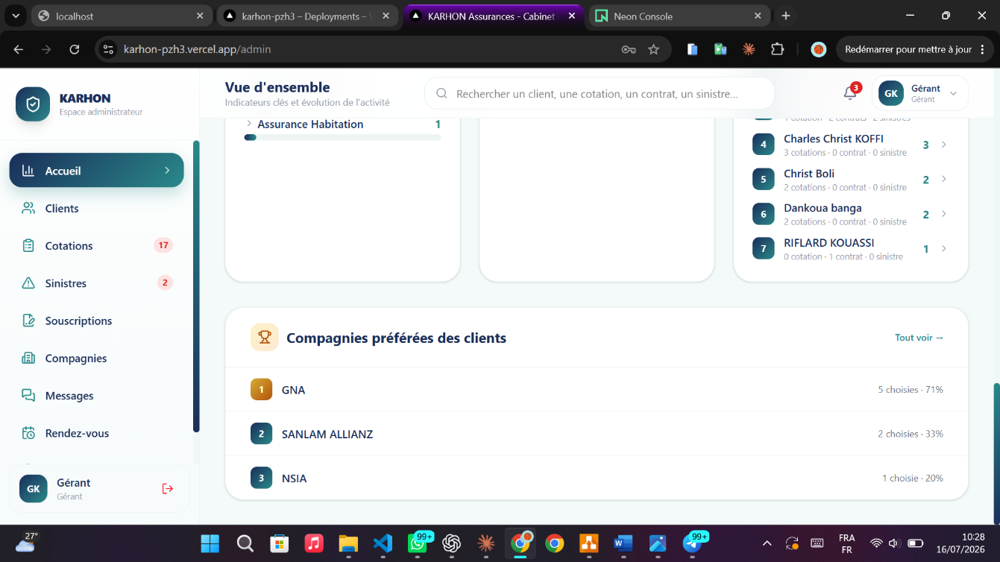 localhost
karhon-pzh3 – Deployments – V
KARHON Assurances - Cabinet
Neon Console
karhon-pzh3.vercel.app/admin
Redémarrer pour mettre à jour
KARHON
Espace administrateur
Vue d'ensemble
Indicateurs clés et évolution de l'activité
Rechercher un client, une cotation, un contrat, un sinistre...
3
GK
Gérant
Gérant
Accueil
Clients
Cotations
17
Sinistres
2
Souscriptions
Compagnies
Messages
Rendez-vous
GK
Gérant
Gérant
Assurance Habitation
1
1 cotation · 2 contrats · 2 sinistres
4
Charles Christ KOFFI
3 cotations · 0 contrat · 0 sinistre
3
5
Christ Boli
2 cotations · 0 contrat · 0 sinistre
2
6
Dankoua banga
2 cotations · 0 contrat · 0 sinistre
2
7
RIFLARD KOUASSI
0 cotation · 1 contrat · 0 sinistre
1
Compagnies préférées des clients
Tout voir →
1
GNA
5 choisies · 71%
2
SANLAM ALLIANZ
2 choisies · 33%
3
NSIA
1 choisie · 20%
27°
99+
W
99+
FRA
FR
10:28
16/07/2026